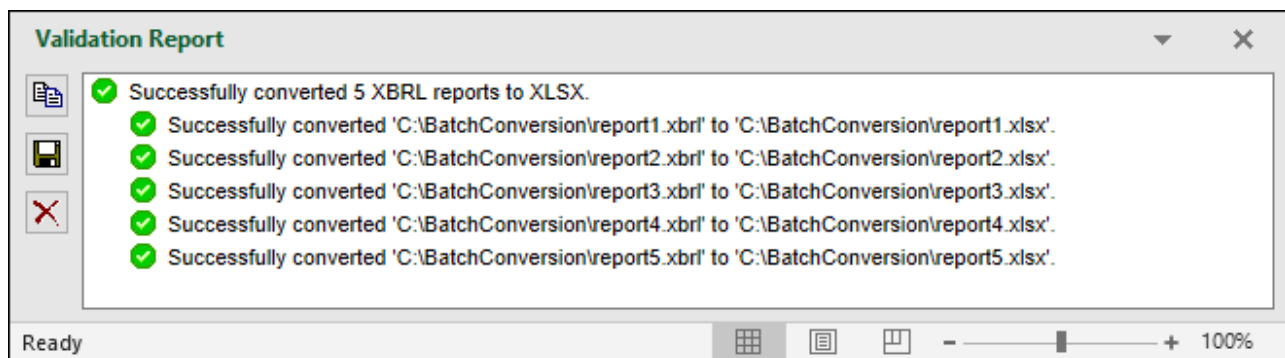 Validation Report
Successfully converted 5 XBRL reports to XLSX.
Successfully converted 'C:\BatchConversion\report1.xbrl' to 'C:\BatchConversion\report1.xlsx'.
Successfully converted 'C:\BatchConversion\report2.xbrl' to 'C:\BatchConversion\report2.xlsx'.
Successfully converted 'C:\BatchConversion\report3.xbrl' to 'C:\BatchConversion\report3.xlsx'.
Successfully converted 'C:\BatchConversion\report4.xbrl' to 'C:\BatchConversion\report4.xlsx'.
Successfully converted 'C:\BatchConversion\report5.xbrl' to 'C:\BatchConversion\report5.xlsx'.
Ready 100%